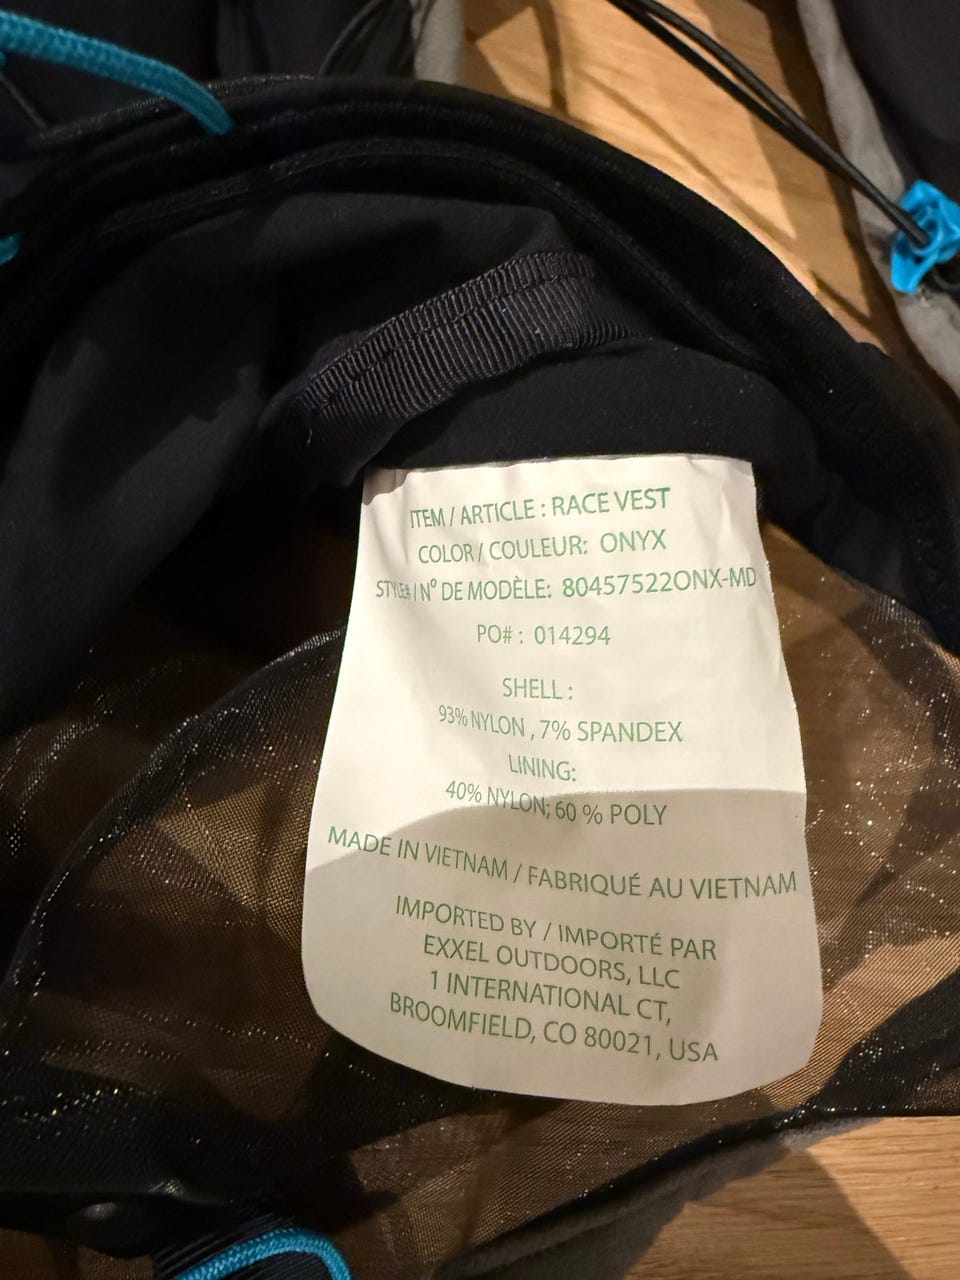 ITEM / ARTICLE : RACE VEST
COLOR / COULEUR: ONYX
STYLE# / Nº DE MODÈLE: 80457522ONX-MD
PO# : 014294
SHELL :
93% NYLON , 7% SPANDEX
LINING:
40% NYLON; 60 % POLY
MADE IN VIETNAM / FABRIQUÉ AU VIETNAM
IMPORTED BY / IMPORTÉ PAR
EXXEL OUTDOORS, LLC
1 INTERNATIONAL CT,
BROOMFIELD, CO 80021, USA